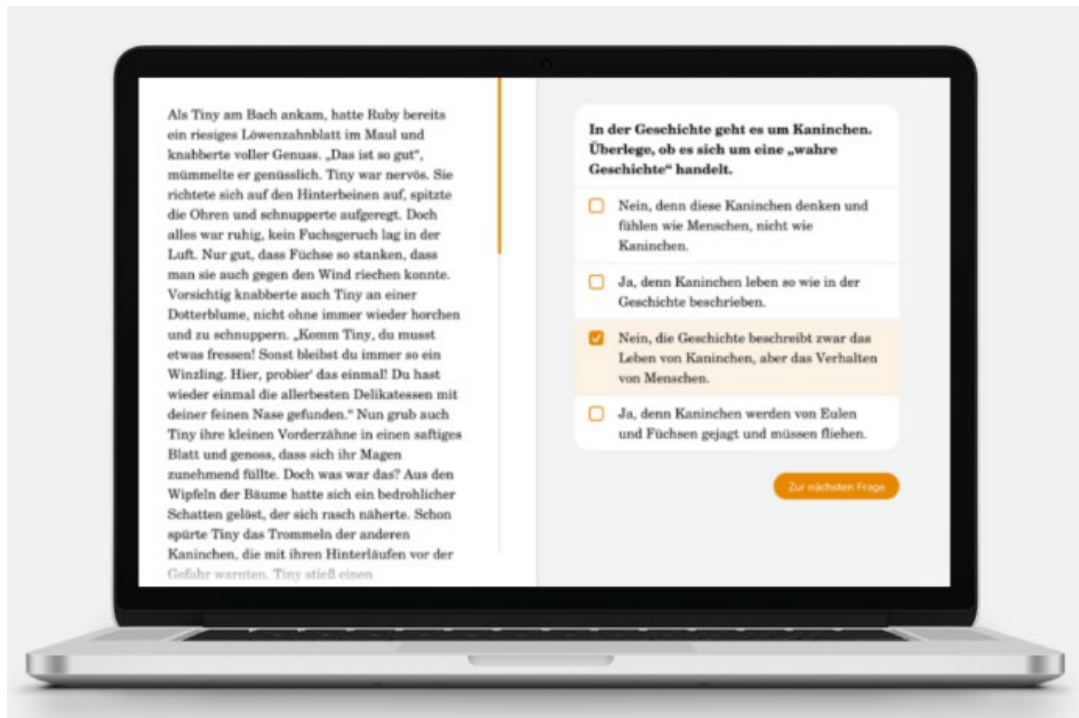 Als Tiny am Bach ankam, hatte Ruby bereits
ein riesiges Löwenzahnblatt im Maul und
knabberte voller Genuss. „Das ist so gut“,
mümmelte er genüsslich. Tiny war nervös. Sie
richtete sich auf den Hinterbeinen auf, spitzte
die Ohren und schnupperte aufgeregt. Doch
alles war ruhig, kein Fuchsgeruch lag in der
Luft. Nur gut, dass Füchse so stanken, dass
man sie auch gegen den Wind riechen konnte.
Vorsichtig knabberte auch Tiny an einer
Dotterblume, nicht ohne immer wieder horchen
und zu schnuppern. „Komm Tiny, du musst
etwas fressen! Sonst bleibst du immer so ein
Winzling. Hier, probier' das einmal! Du hast
wieder einmal die allerbesten Delikatessen mit
deiner feinen Nase gefunden.“ Nun grub auch
Tiny ihre kleinen Vorderzähne in einen saftiges
Blatt und genoss, dass sich ihr Magen
zunehmend füllte. Doch was war das? Aus den
Wipfeln der Bäume hatte sich ein bedrohlicher
Schatten gelöst, der sich rasch näherte. Schon
spürte Tiny das Trommeln der anderen
Kaninchen, die mit ihren Hinterläufen vor der
Gefahr warnten. Tiny stieß einen
In der Geschichte geht es um Kaninchen.
Überlege, ob es sich um eine „wahre
Geschichte“ handelt.
Nein, denn diese Kaninchen denken und
fühlen wie Menschen, nicht wie
Kaninchen.
Ja, denn Kaninchen leben so wie in der
Geschichte beschrieben.
Nein, die Geschichte beschreibt zwar das
Leben von Kaninchen, aber das Verhalten
von Menschen.
Ja, denn Kaninchen werden von Eulen
und Füchsen gejagt und müssen fliehen.
Zur nächsten Frage